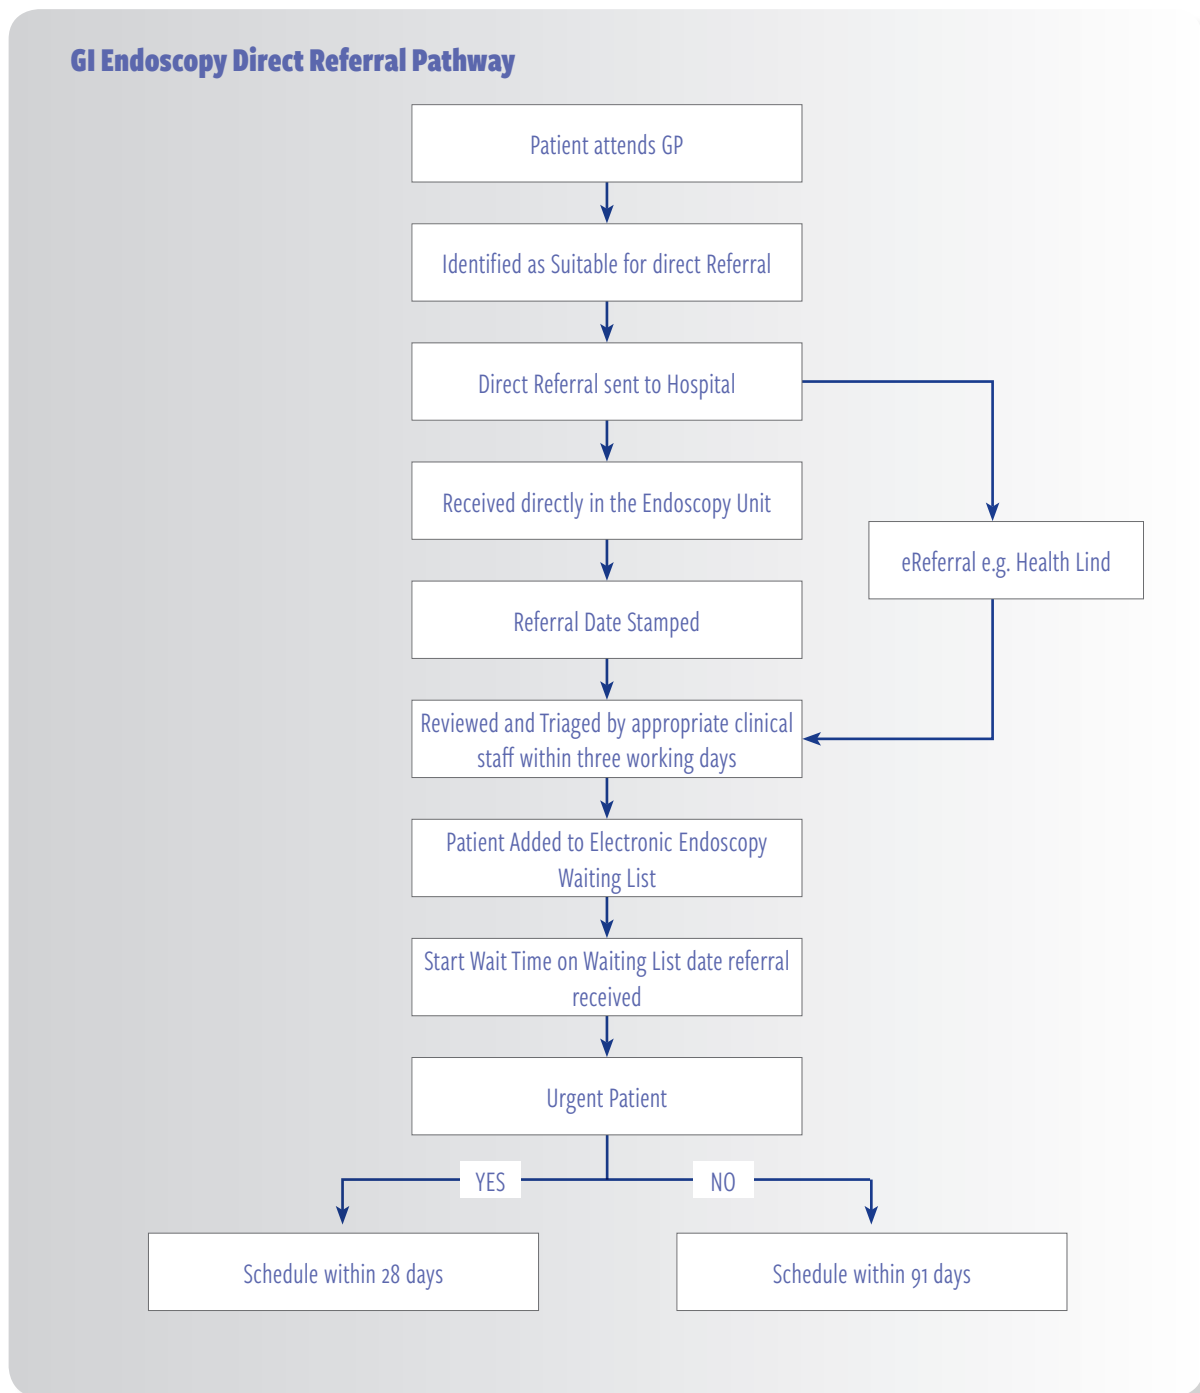 GI Endoscopy Direct Referral Pathway
Patient attends GP
Identified as Suitable for direct Referral
Direct Referral sent to Hospital
Received directly in the Endoscopy Unit
eReferral e.g. Health Lind
Referral Date Stamped
Reviewed and Triaged by appropriate clinical
staff within three working days
Patient Added to Electronic Endoscopy
Waiting List
Start Wait Time on Waiting List date referral
received
Urgent Patient
YES
NO
Schedule within 28 days
Schedule within 91 days